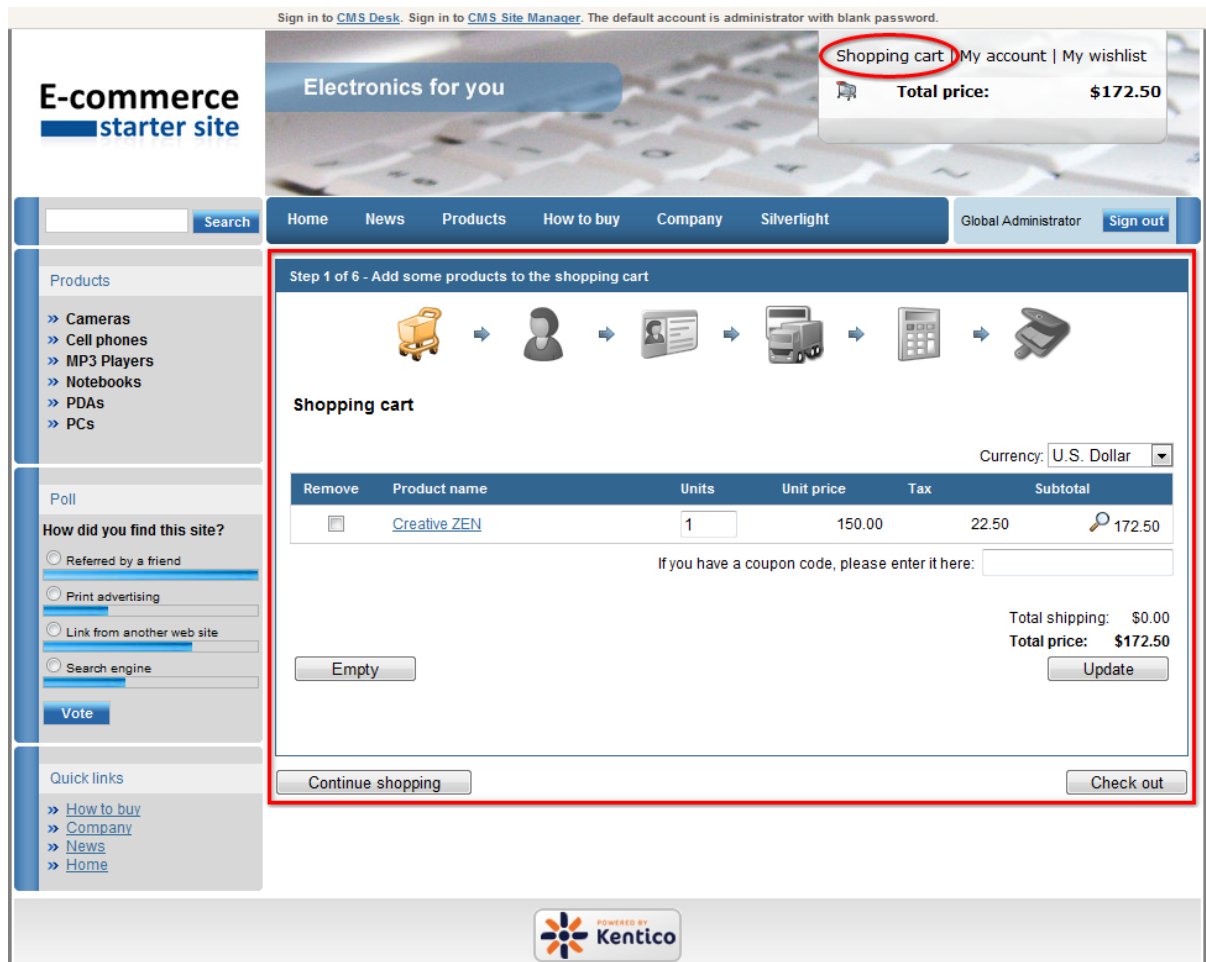 Sign in to CMS Desk. Sign in to CMS Site Manager. The default account is administrator with blank password.
E-commerce
starter site
Electronics for you
Shopping cart | My account | My wishlist
Total price: $172.50
Search
Home News Products How to buy Company Silverlight
Global Administrator Sign out
Products
» Cameras
» Cell phones
» MP3 Players
» Notebooks
» PDAs
» PCs
Poll
How did you find this site?
Referred by a friend
Print advertising
Link from another web site
Search engine
Vote
Quick links
» How to buy
» Company
» News
» Home
Step 1 of 6 - Add some products to the shopping cart
Shopping cart
Currency: U.S. Dollar
Remove Product name Units Unit price Tax Subtotal
Creative ZEN 1 150.00 22.50 172.50
If you have a coupon code, please enter it here:
Total shipping: $0.00
Total price: $172.50
Empty Update
Continue shopping Check out
POWERED BY
Kentico